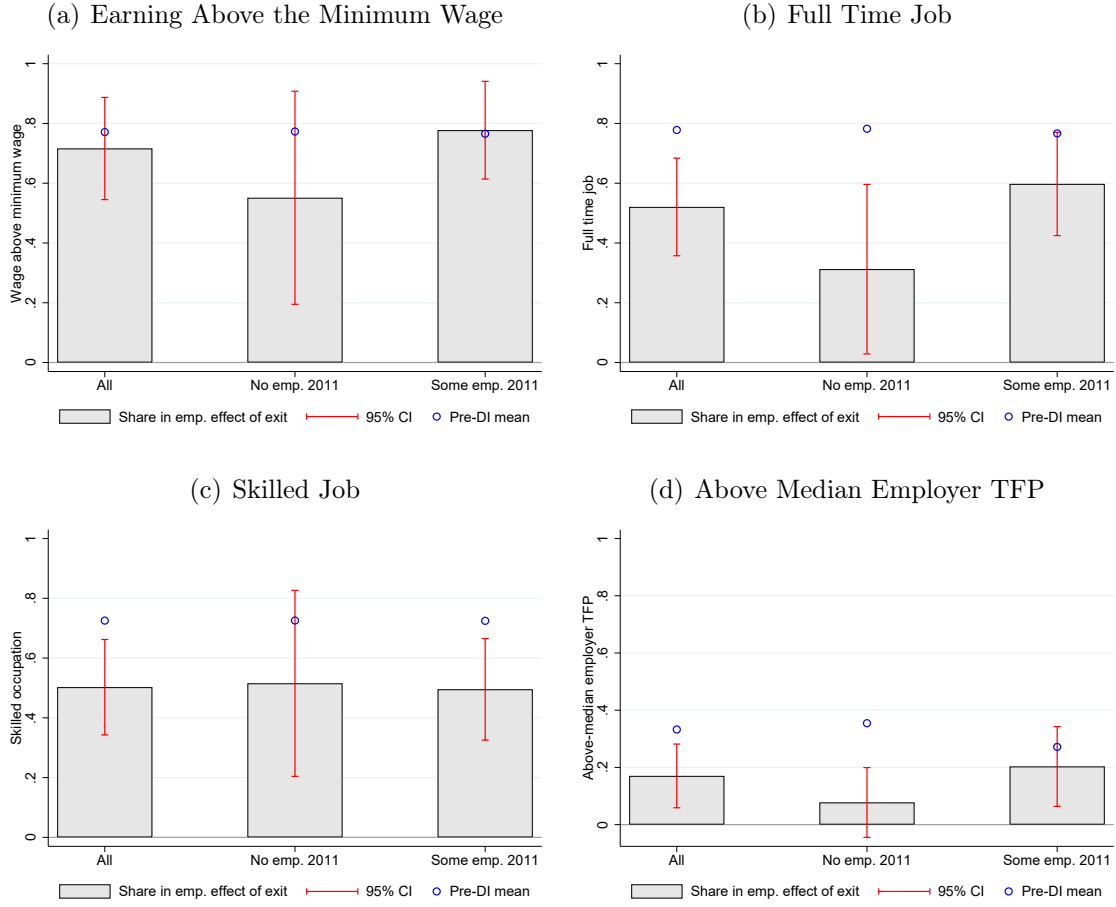 (a) Earning Above the Minimum Wage
Wage above minimum wage
1
.8
.6
.4
.2
0
All No emp. 2011 Some emp. 2011
Share in emp. effect of exit 95% CI Pre-DI mean
(b) Full Time Job
Full time job
1
.8
.6
.4
.2
0
All No emp. 2011 Some emp. 2011
Share in emp. effect of exit 95% CI Pre-DI mean
(c) Skilled Job
Skilled occupation
1
.8
.6
.4
.2
0
All No emp. 2011 Some emp. 2011
Share in emp. effect of exit 95% CI Pre-DI mean
(d) Above Median Employer TFP
Above-median employer TFP
1
.8
.6
.4
.2
0
All No emp. 2011 Some emp. 2011
Share in emp. effect of exit 95% CI Pre-DI mean